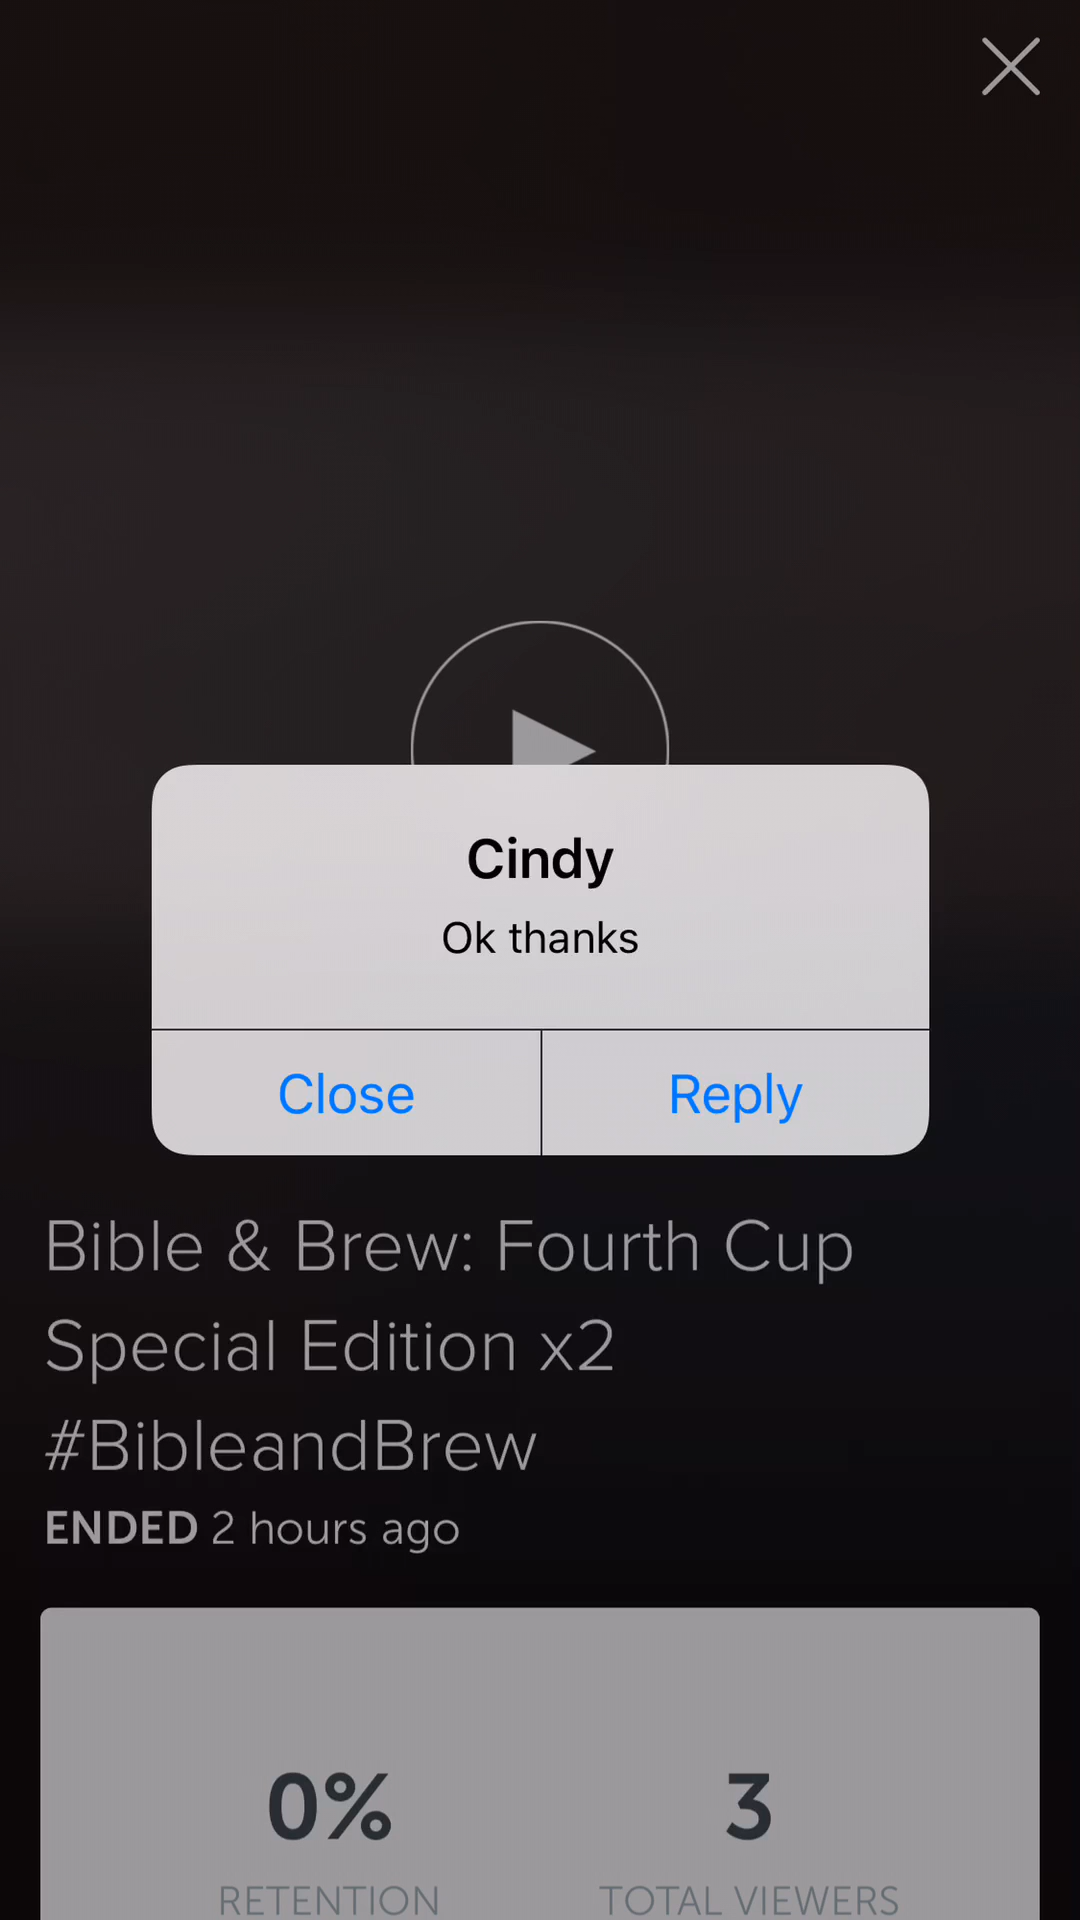 Cindy
Ok thanks
Close Reply
Bible & Brew: Fourth Cup
Special Edition x2
#BibleandBrew
ENDED 2 hours ago
0% 3
RETENTION TOTAL VIEWERS